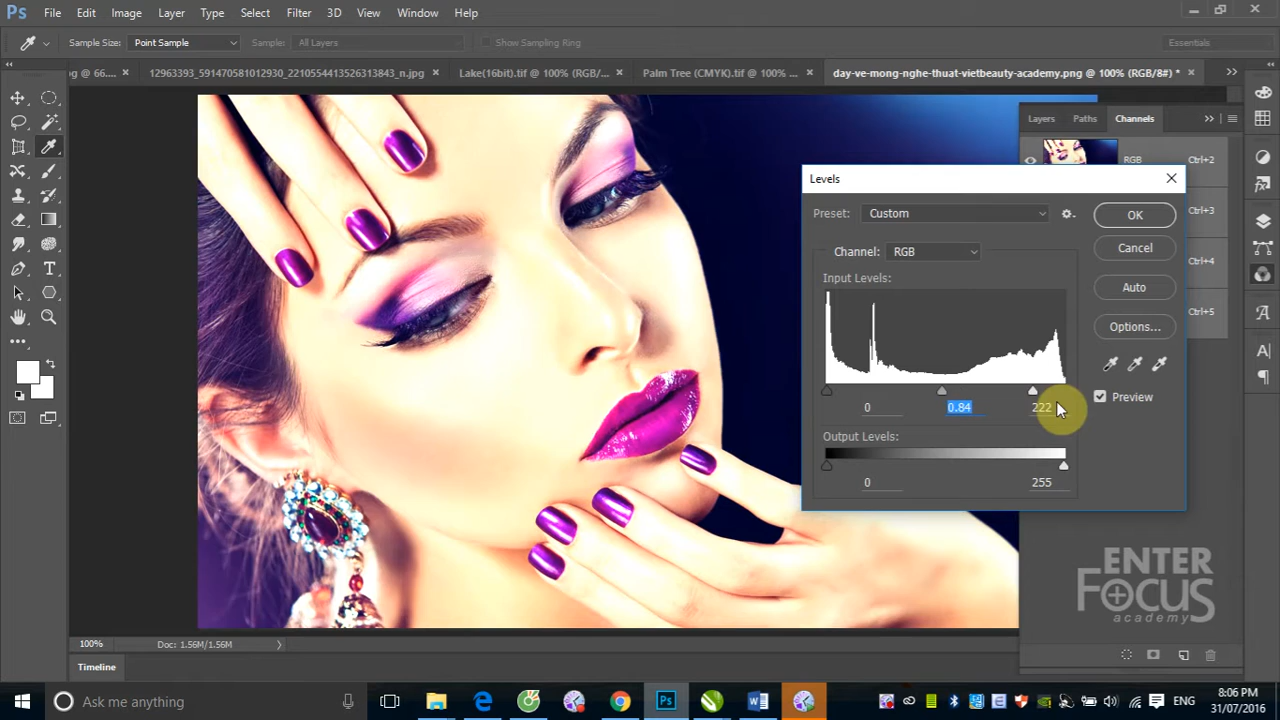 Ps File Edit Image Layer Type Select Filter 3D View Window Help
Sample Size: Point Sample Sample: All Layers Show Sampling Ring Essentials
pg @ 66.... × 12963393_591470581012930_2210554413526313843_n.jpg × Lake(16bit).tif @ 100% (RGB/... × Palm Tree (CMYK).tif @ 100% ... × day-ve-mong-nghe-thuat-vietbeauty-academy.png @ 100% (RGB/8#) * ×
Layers Paths Channels
RGB Ctrl+2
Ctrl+3
Ctrl+4
Ctrl+5
Levels
Preset: Custom
OK
Channel: RGB
Cancel
Input Levels:
Auto
Options...
0 0.84 222
Preview
Output Levels:
0 255
ENTER
FOCUS
academy
100% Doc: 1.56M/1.56M
Timeline
Ask me anything
ENG
8:06 PM
31/07/2016